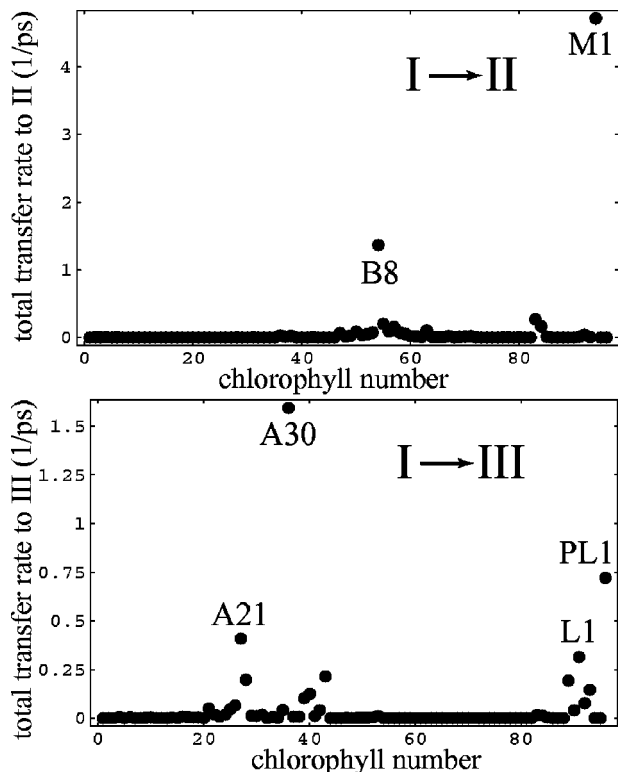 total transfer rate to II (1/ps)
4
3
2
1
0
M1
I → II
B8
0 20 40 60 80
chlorophyll number
total transfer rate to III (1/ps)
1.5
1.25
1
0.75
0.5
0.25
0
A30
I → III
PL1
A21
L1
0 20 40 60 80
chlorophyll number